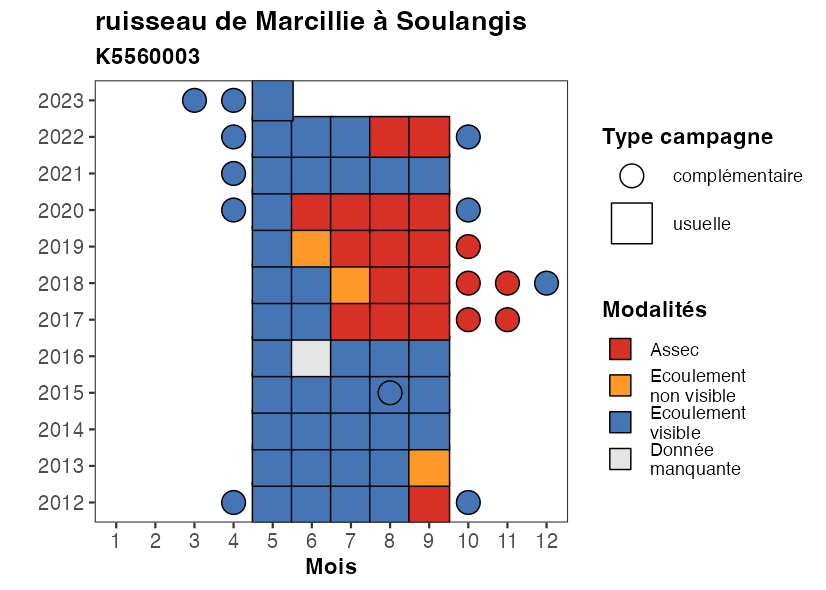 ruisseau de Marcillie à Soulangis
K5560003
2023
2022
2021
2020
2019
2018
2017
2016
2015
2014
2013
2012
1 2 3 4 5 6 7 8 9 10 11 12
Mois
Type campagne
complémentaire
usuelle
Modalités
Assec
Ecoulement
non visible
Ecoulement
visible
Donnée
manquante